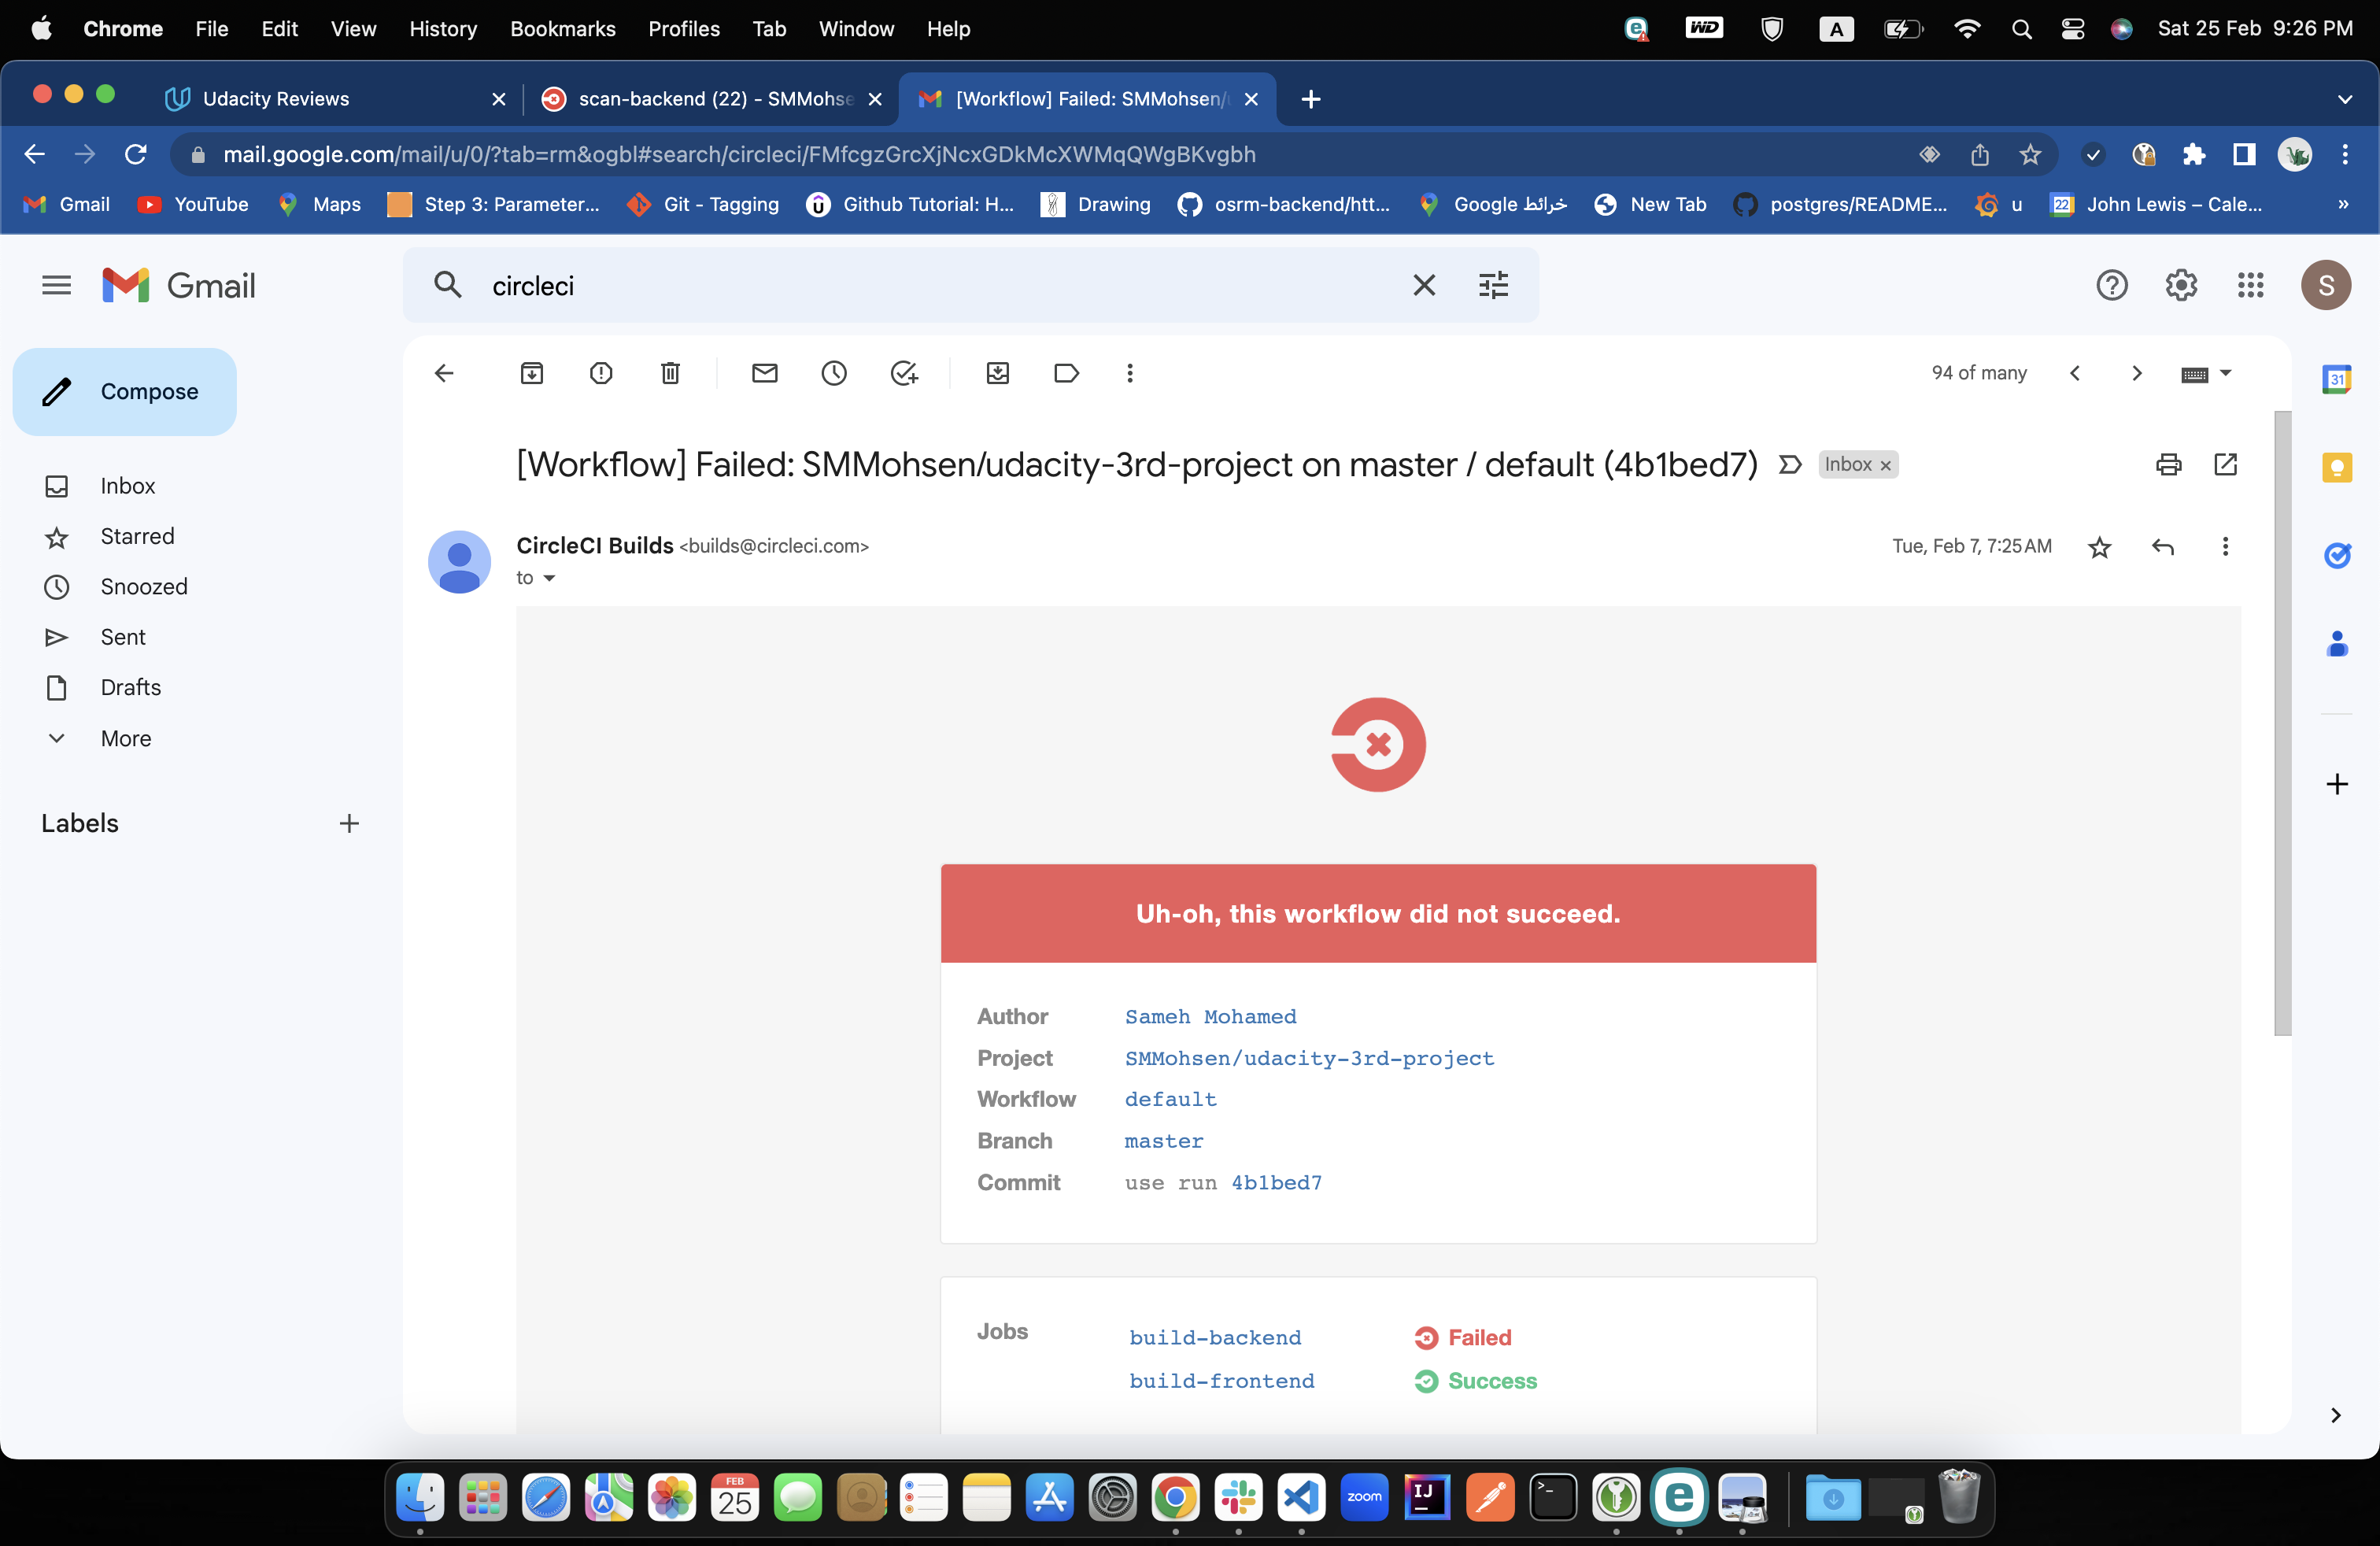 Chrome File Edit View History Bookmarks Profiles Tab Window Help WD A Sat 25 Feb 9:26 PM
Udacity Reviews scan-backend (22) - SMMohse [Workflow] Failed: SMMohsen/
mail.google.com/mail/u/0/?tab=rm&ogbl#search/circleci/FMfcgzGrcXjNcxGDkMcXWMqQWgBKvgbh
Gmail YouTube Maps Step 3: Parameter... Git - Tagging Github Tutorial: H... Drawing osrm-backend/htt... Google خرائط New Tab postgres/README... u 22 John Lewis – Cale... »
Gmail circleci S
Compose
94 of many
31
Inbox
Starred
Snoozed
Sent
Drafts
More
Labels
[Workflow] Failed: SMMohsen/udacity-3rd-project on master / default (4b1bed7) Inbox ×
CircleCI Builds <builds@circleci.com> Tue, Feb 7, 7:25 AM
to
Uh-oh, this workflow did not succeed.
Author Sameh Mohamed
Project SMMohsen/udacity-3rd-project
Workflow default
Branch master
Commit use run 4b1bed7
Jobs build-backend Failed
build-frontend Success
FEB
25
zoom
IJ